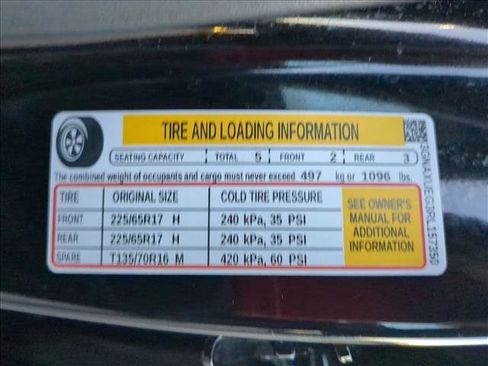 TIRE AND LOADING INFORMATION
SEATING CAPACITY TOTAL 5 FRONT 2 REAR 3
The combined weight of occupants and cargo must never exceed 497 kg or 1096 lbs.
TIRE ORIGINAL SIZE COLD TIRE PRESSURE
FRONT 225/65R17 H 240 kPa, 35 PSI
REAR 225/65R17 H 240 kPa, 35 PSI
SPARE T135/70R16 M 420 kPa, 60 PSI
SEE OWNER'S
MANUAL FOR
ADDITIONAL
INFORMATION
3GNAXUEG3RL157350